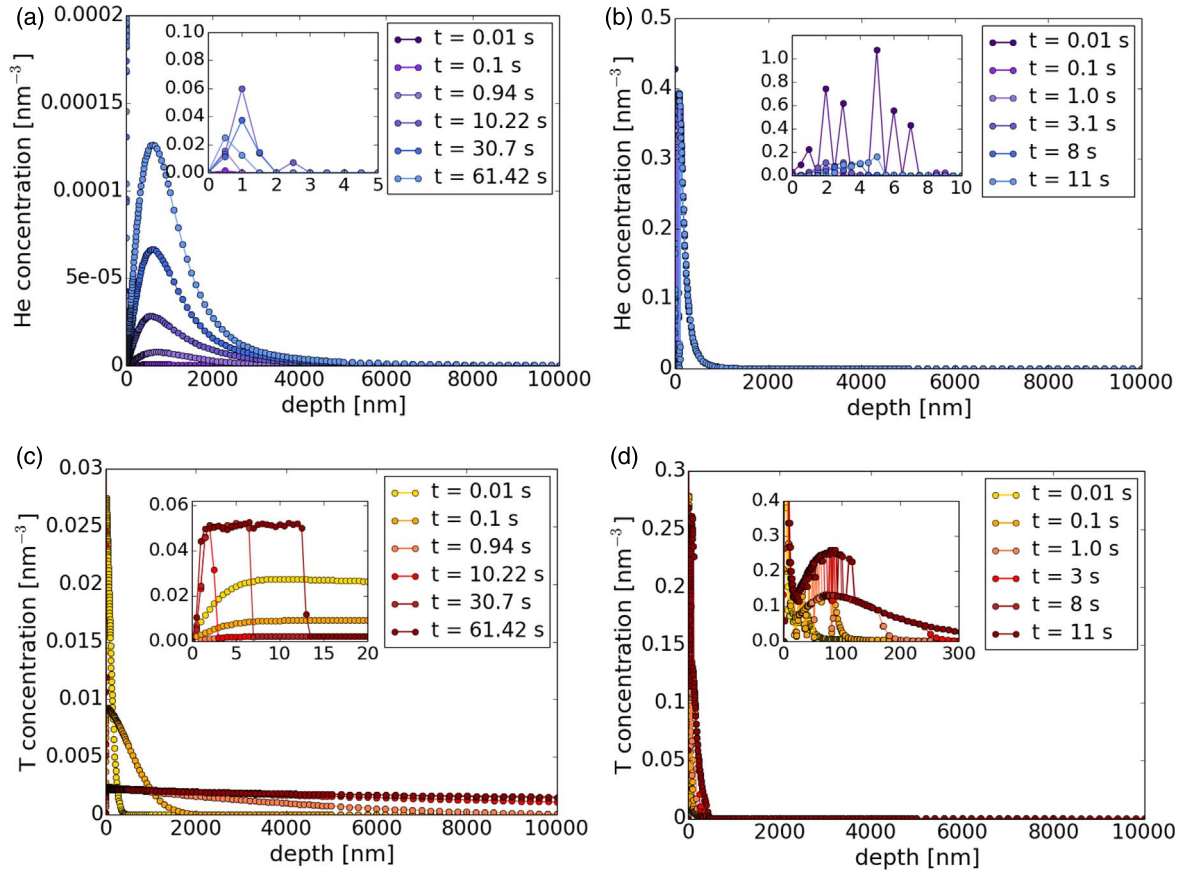 (a)
0.0002
0.00015
0.0001
5e-05
0
He concentration [nm⁻³]
0 2000 4000 6000 8000 10000
depth [nm]
0.10
0.08
0.06
0.04
0.02
0.00
0 1 2 3 4 5
t = 0.01 s
t = 0.1 s
t = 0.94 s
t = 10.22 s
t = 30.7 s
t = 61.42 s
(b)
0.5
0.4
0.3
0.2
0.1
0
He concentration [nm⁻³]
0 2000 4000 6000 8000 10000
depth [nm]
1.0
0.8
0.6
0.4
0.2
0.0
0 2 4 6 8 10
t = 0.01 s
t = 0.1 s
t = 1.0 s
t = 3.1 s
t = 8 s
t = 11 s
(c)
0.03
0.025
0.02
0.015
0.01
0.005
0
T concentration [nm⁻³]
0 2000 4000 6000 8000 10000
depth [nm]
0.06
0.04
0.02
0.00
0 5 10 15 20
t = 0.01 s
t = 0.1 s
t = 0.94 s
t = 10.22 s
t = 30.7 s
t = 61.42 s
(d)
0.3
0.25
0.2
0.15
0.1
0.05
0
T concentration [nm⁻³]
0 2000 4000 6000 8000 10000
depth [nm]
0.4
0.3
0.2
0.1
0.0
0 100 200 300
t = 0.01 s
t = 0.1 s
t = 1.0 s
t = 3 s
t = 8 s
t = 11 s